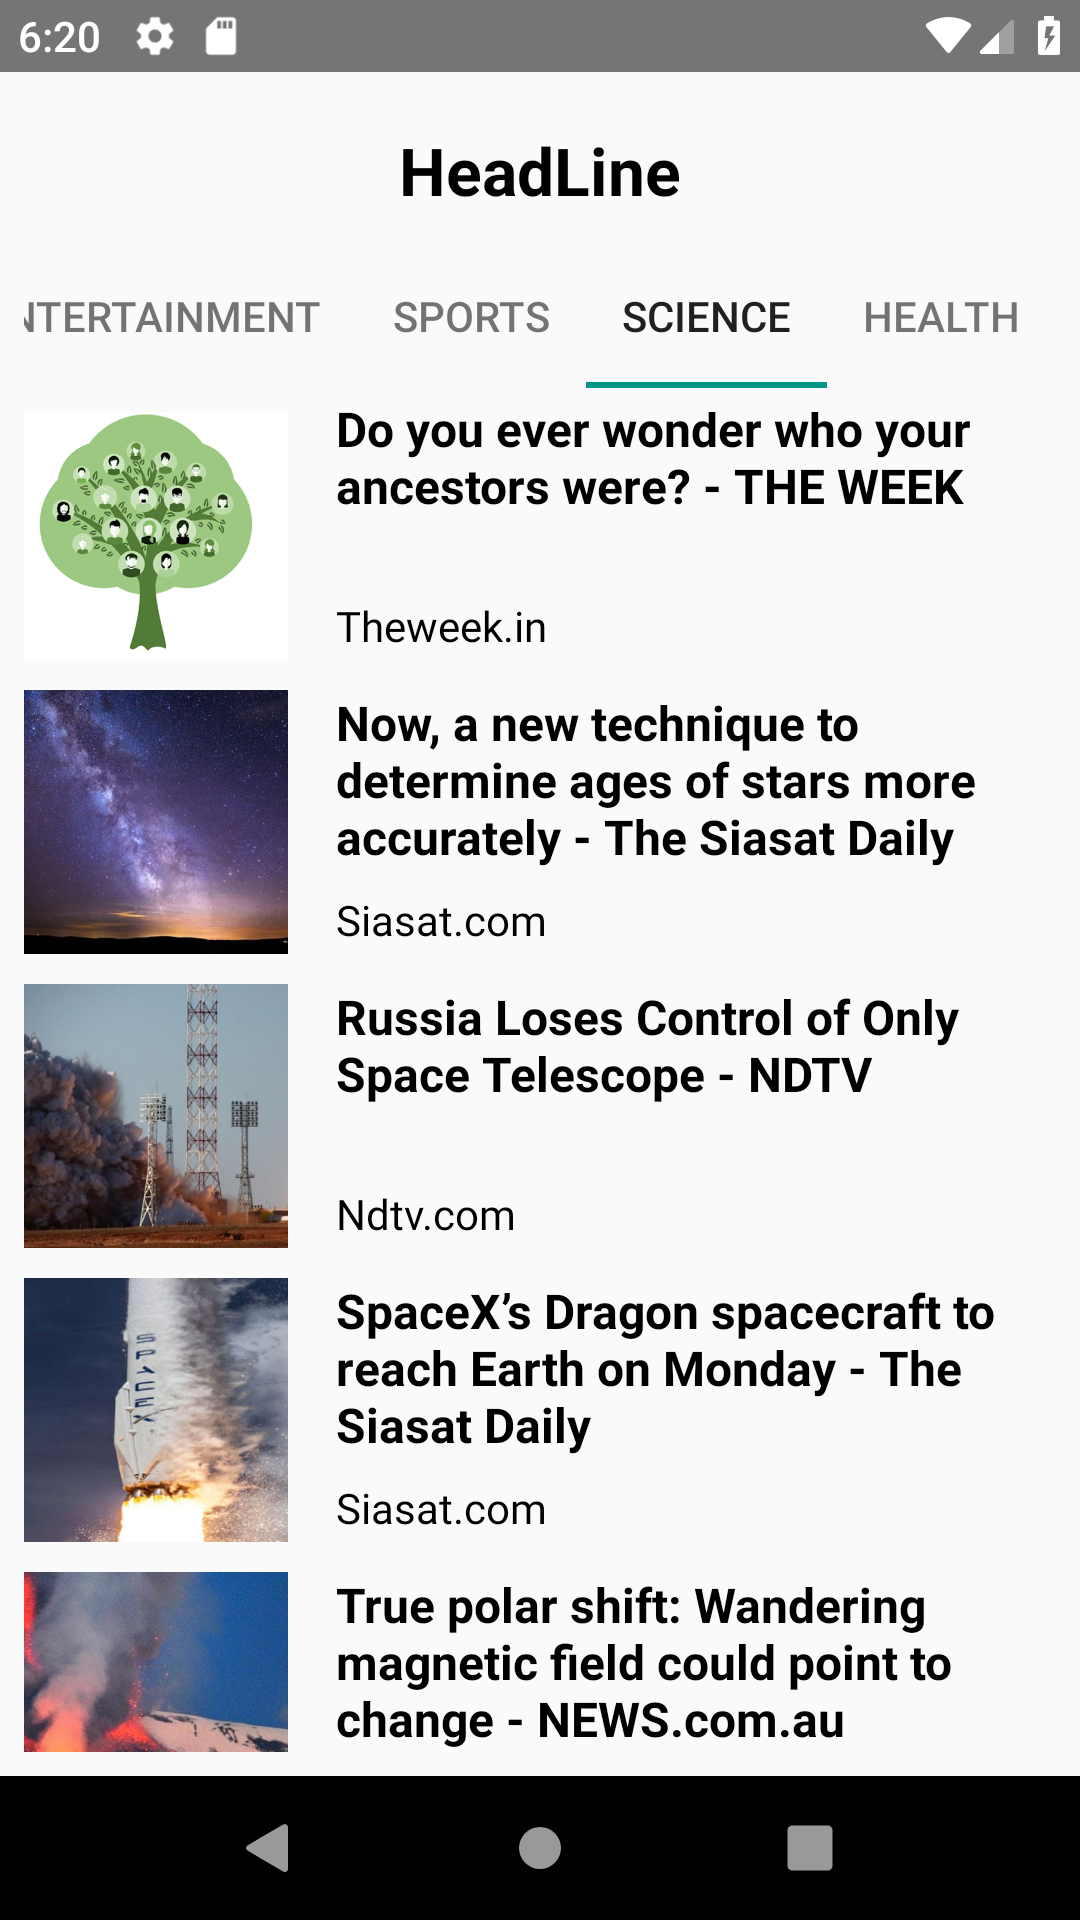 6:20
HeadLine
NTERTAINMENT SPORTS SCIENCE HEALTH
Do you ever wonder who your
ancestors were? - THE WEEK
Theweek.in
Now, a new technique to
determine ages of stars more
accurately - The Siasat Daily
Siasat.com
Russia Loses Control of Only
Space Telescope - NDTV
Ndtv.com
SPACEX
SpaceX’s Dragon spacecraft to
reach Earth on Monday - The
Siasat Daily
Siasat.com
True polar shift: Wandering
magnetic field could point to
change - NEWS.com.au